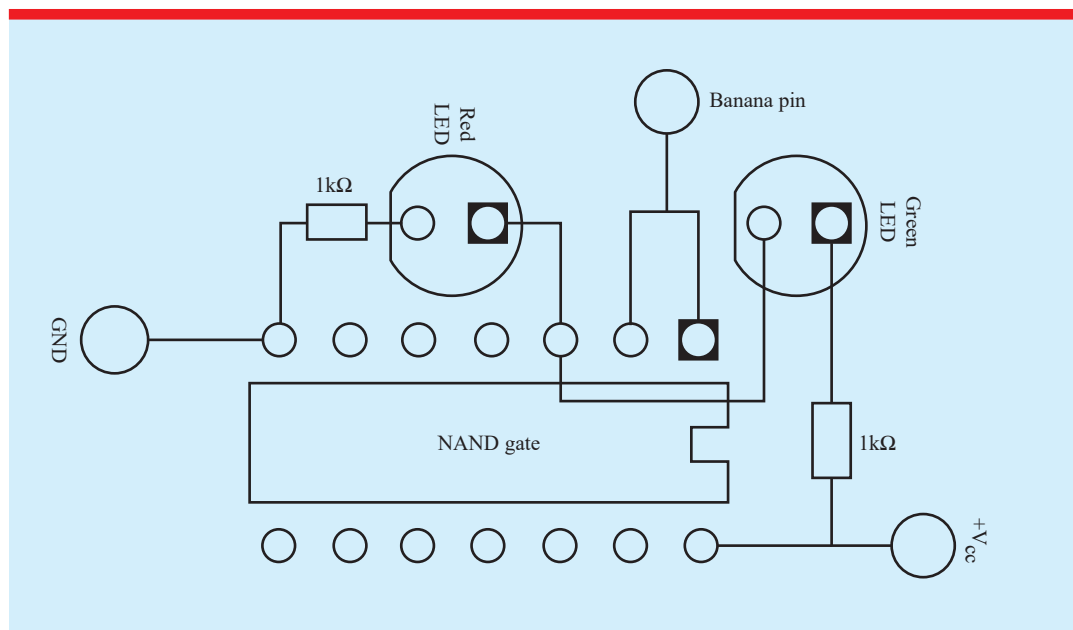 Banana pin
Red
LED
1kΩ
Green
LED
GND
NAND gate
1kΩ
+Vcc